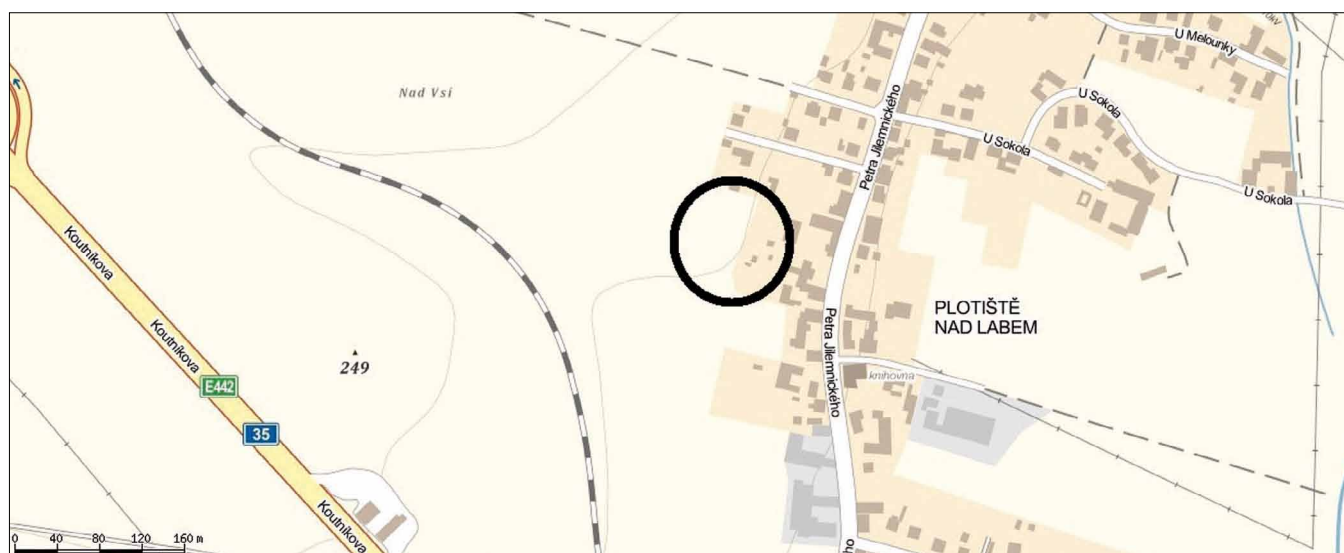 U Melounky
Nad Vsí
Petra Jilemnického
U Sokola
U Sokola
U Sokola
Koutníkova
PLOTIŠTĚ
NAD LABEM
Petra Jilemnického
Koutníkova
249
knihovna
E442
35
Koutníkova
0 40 80 120 160 m